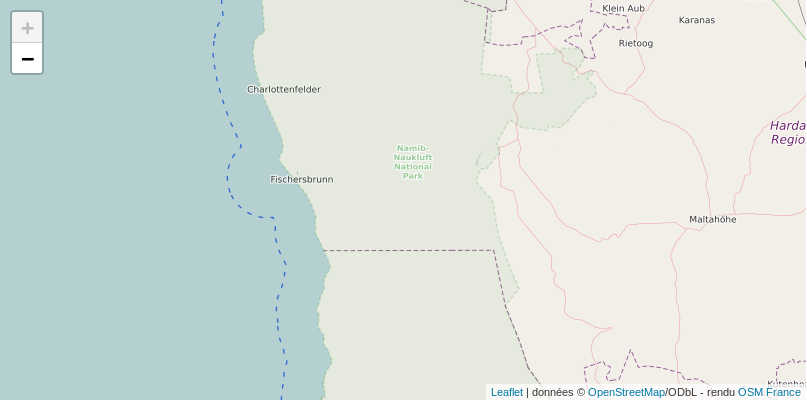 +
−
Klein Aub
Karanas
Rietoog
Charlottenfelder
Harda
Regio
Namib-
Naukluft
National
Park
Fischersbrunn
Maltahöhe
Leaflet | données © OpenStreetMap/ODbL - rendu OSM France